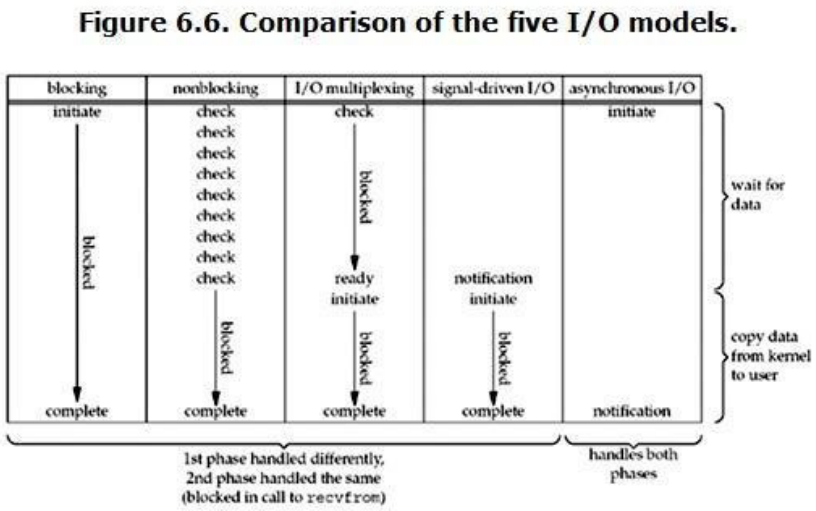 Figure 6.6. Comparison of the five I/O models.
blocking nonblocking I/O multiplexing signal-driven I/O asynchronous I/O
initiate check check initiate
check
check
check
check
check
check
check
check ready notification
initiate initiate
blocked
blocked
blocked
blocked
blocked
complete complete complete complete notification
wait for
data
copy data
from kernel
to user
1st phase handled differently,
2nd phase handled the same
(blocked in call to recvfrom)
handles both
phases